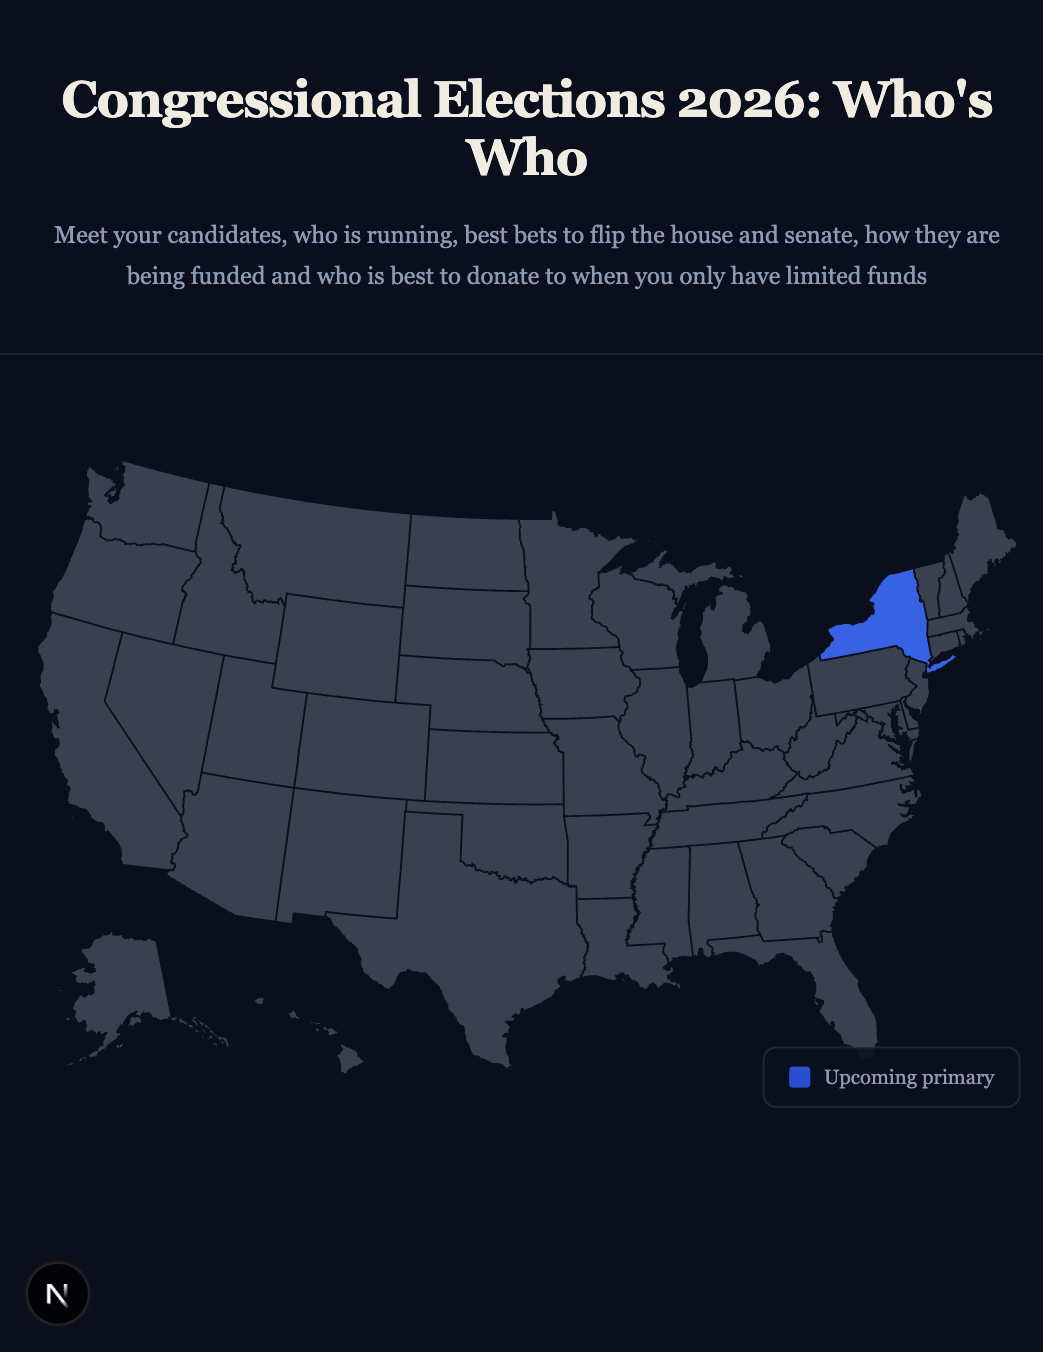 Congressional Elections 2026: Who's
Who
Meet your candidates, who is running, best bets to flip the house and senate, how they are
being funded and who is best to donate to when you only have limited funds
Upcoming primary
N